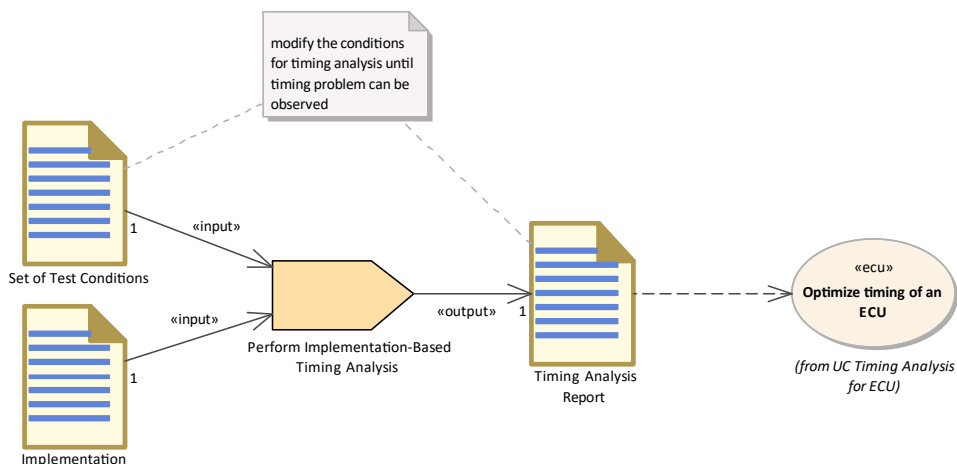 modify the conditions
for timing analysis until
timing problem can be
observed
1
«input»
Set of Test Conditions
«input»
1
Implementation
Perform Implementation-Based
Timing Analysis
«output»
1
Timing Analysis
Report
«ecu»
Optimize timing of an
ECU
(from UC Timing Analysis
for ECU)